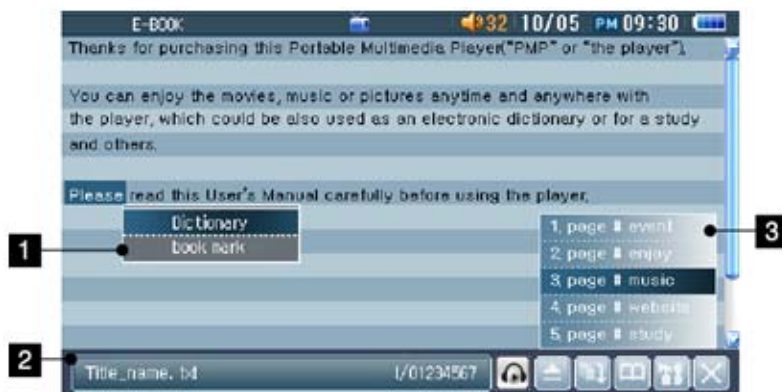 E-BOOK 32 10/05 PM 09:30
Thanks for purchasing this Portable Multimedia Player("PMP" or "the player"),
You can enjoy the movies, music or pictures anytime and anywhere with
the player, which could be also used as an electronic dictionary or for a study
and others.
Please read this User's Manual carefully before using the player,
Dictionary
book mark
1
1, page # event
2, page # enjoy
3, page # music
4, page # website
5, page # study
3
2
Title_name. txt 1/01234567